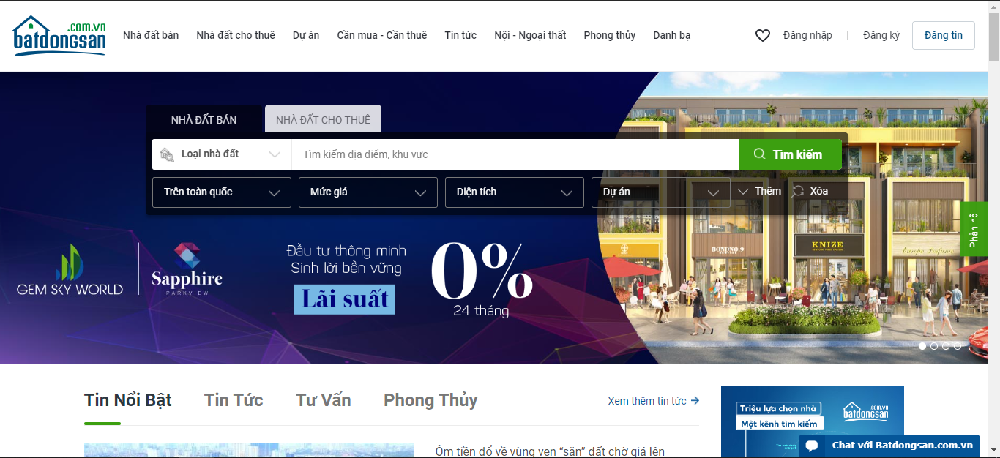 .com.vn
batdongsan
Nhà đất bán
Nhà đất cho thuê
Dự án
Cần mua - Cần thuê
Tin tức
Nội - Ngoại thất
Phong thủy
Danh bạ
Đăng nhập
|
Đăng ký
Đăng tin
NHÀ ĐẤT BÁN
NHÀ ĐẤT CHO THUÊ
Loại nhà đất
Tìm kiếm địa điểm, khu vực
Tìm kiếm
Trên toàn quốc
Mức giá
Diện tích
Dự án
Thêm
Xóa
Phản hồi
GEM SKY WORLD
Sapphire
PARKVIEW
Đầu tư thông minh
Sinh lời bền vững
Lãi suất
0%
24 tháng
BONDNO.9
KNIZE
Europe Perfume
Tin Nổi Bật
Tin Tức
Tư Vấn
Phong Thủy
Xem thêm tin tức
Ôm tiền đổ về vùng ven “săn” đất chờ giá lên
Triệu lựa chọn nhà
Một kênh tìm kiếm
.com.vn
batdongsan
Chat với Batdongsan.com.vn